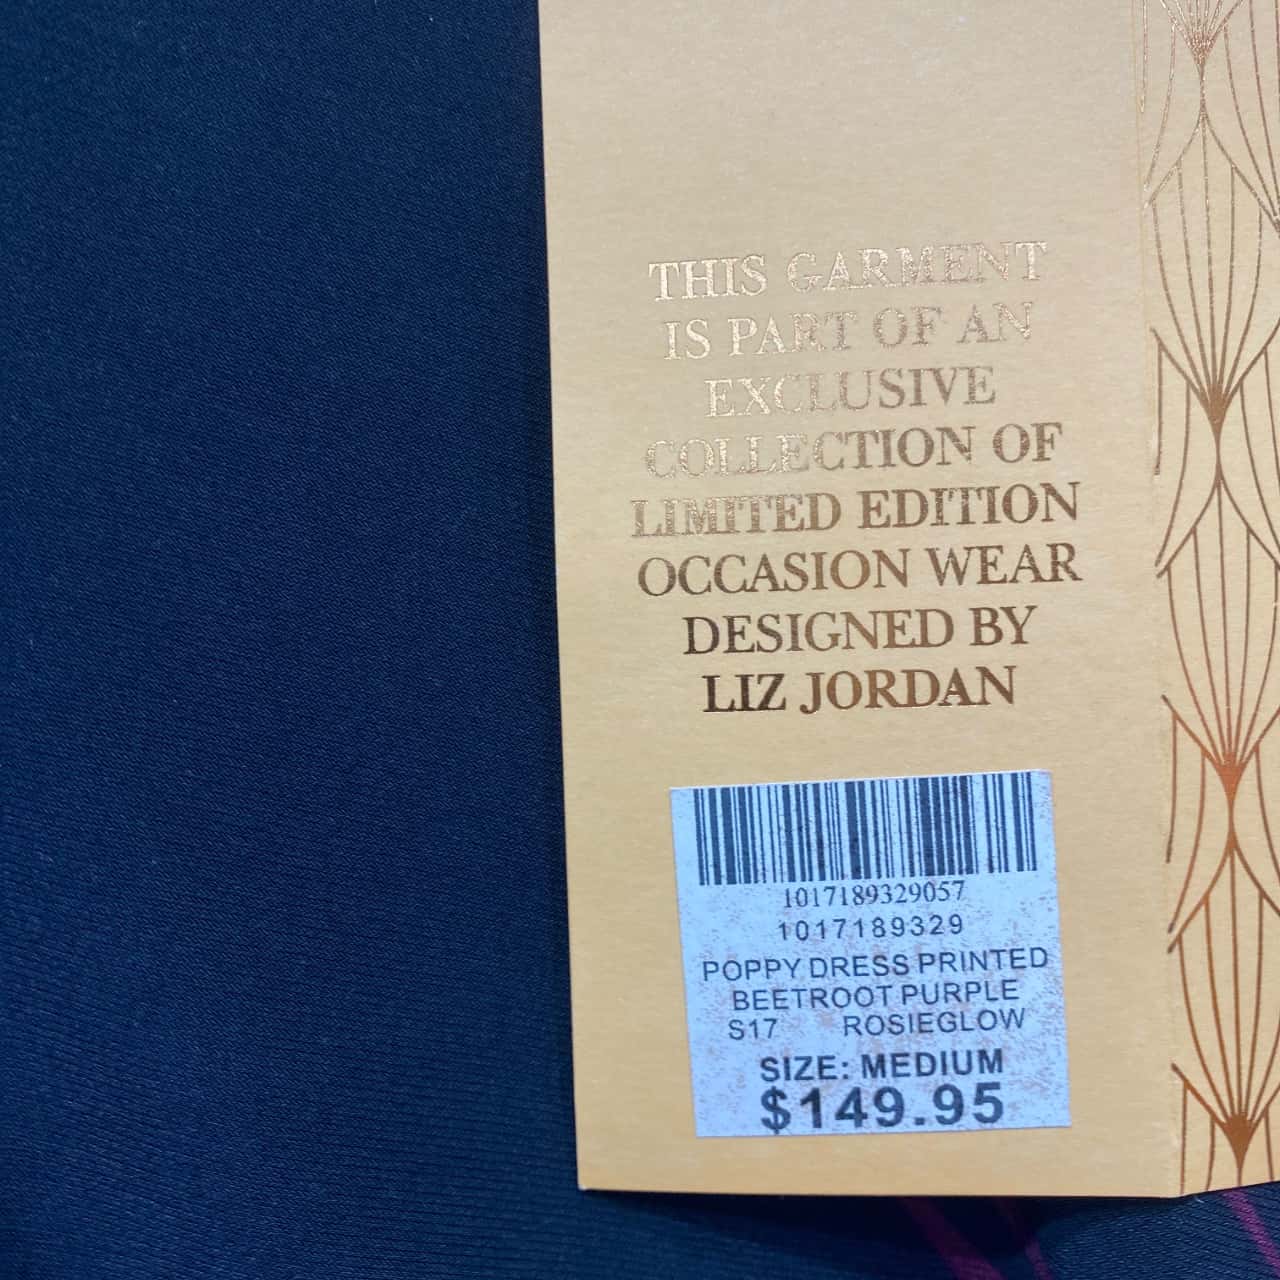 THIS GARMENT
IS PART OF AN
EXCLUSIVE
COLLECTION OF
LIMITED EDITION
OCCASION WEAR
DESIGNED BY
LIZ JORDAN
1017189329057
1017189329
POPPY DRESS PRINTED
BEETROOT PURPLE
S17 ROSIEGLOW
SIZE: MEDIUM
$149.95